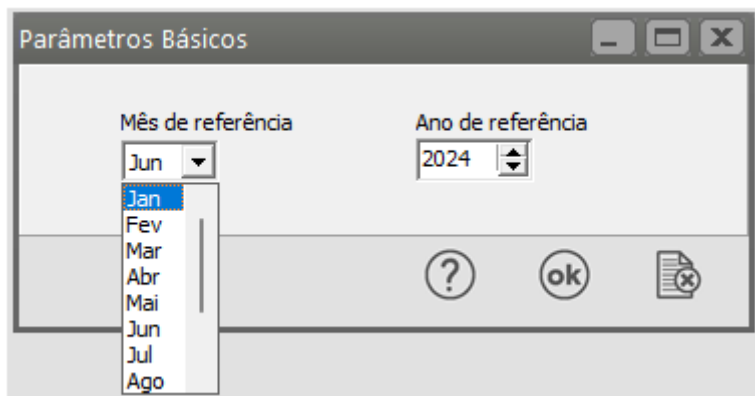 Parâmetros Básicos
Mês de referência
Ano de referência
Jun
2024
Jan
Fev
Mar
Abr
Mai
Jun
Jul
Ago
?
ok